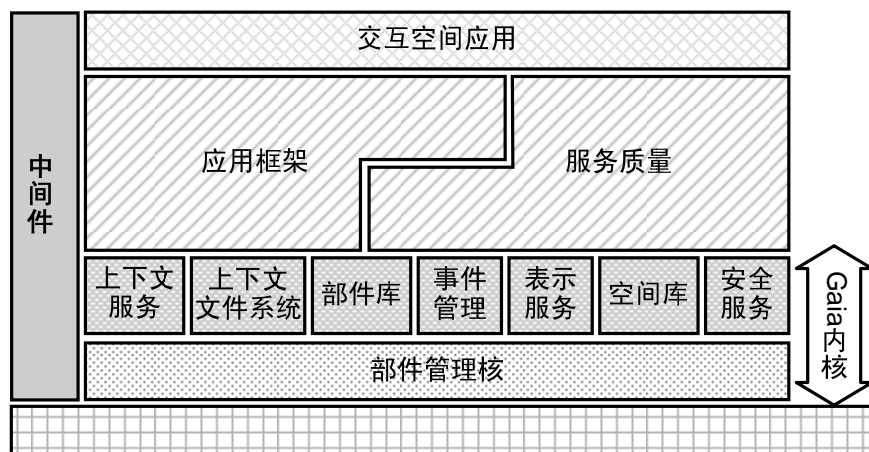 交互空间应用
中间件
应用框架
服务质量
上下文
服务
上下文
文件系统
部件库
事件
管理
表示
服务
空间库
安全
服务
Gaia内核
部件管理核